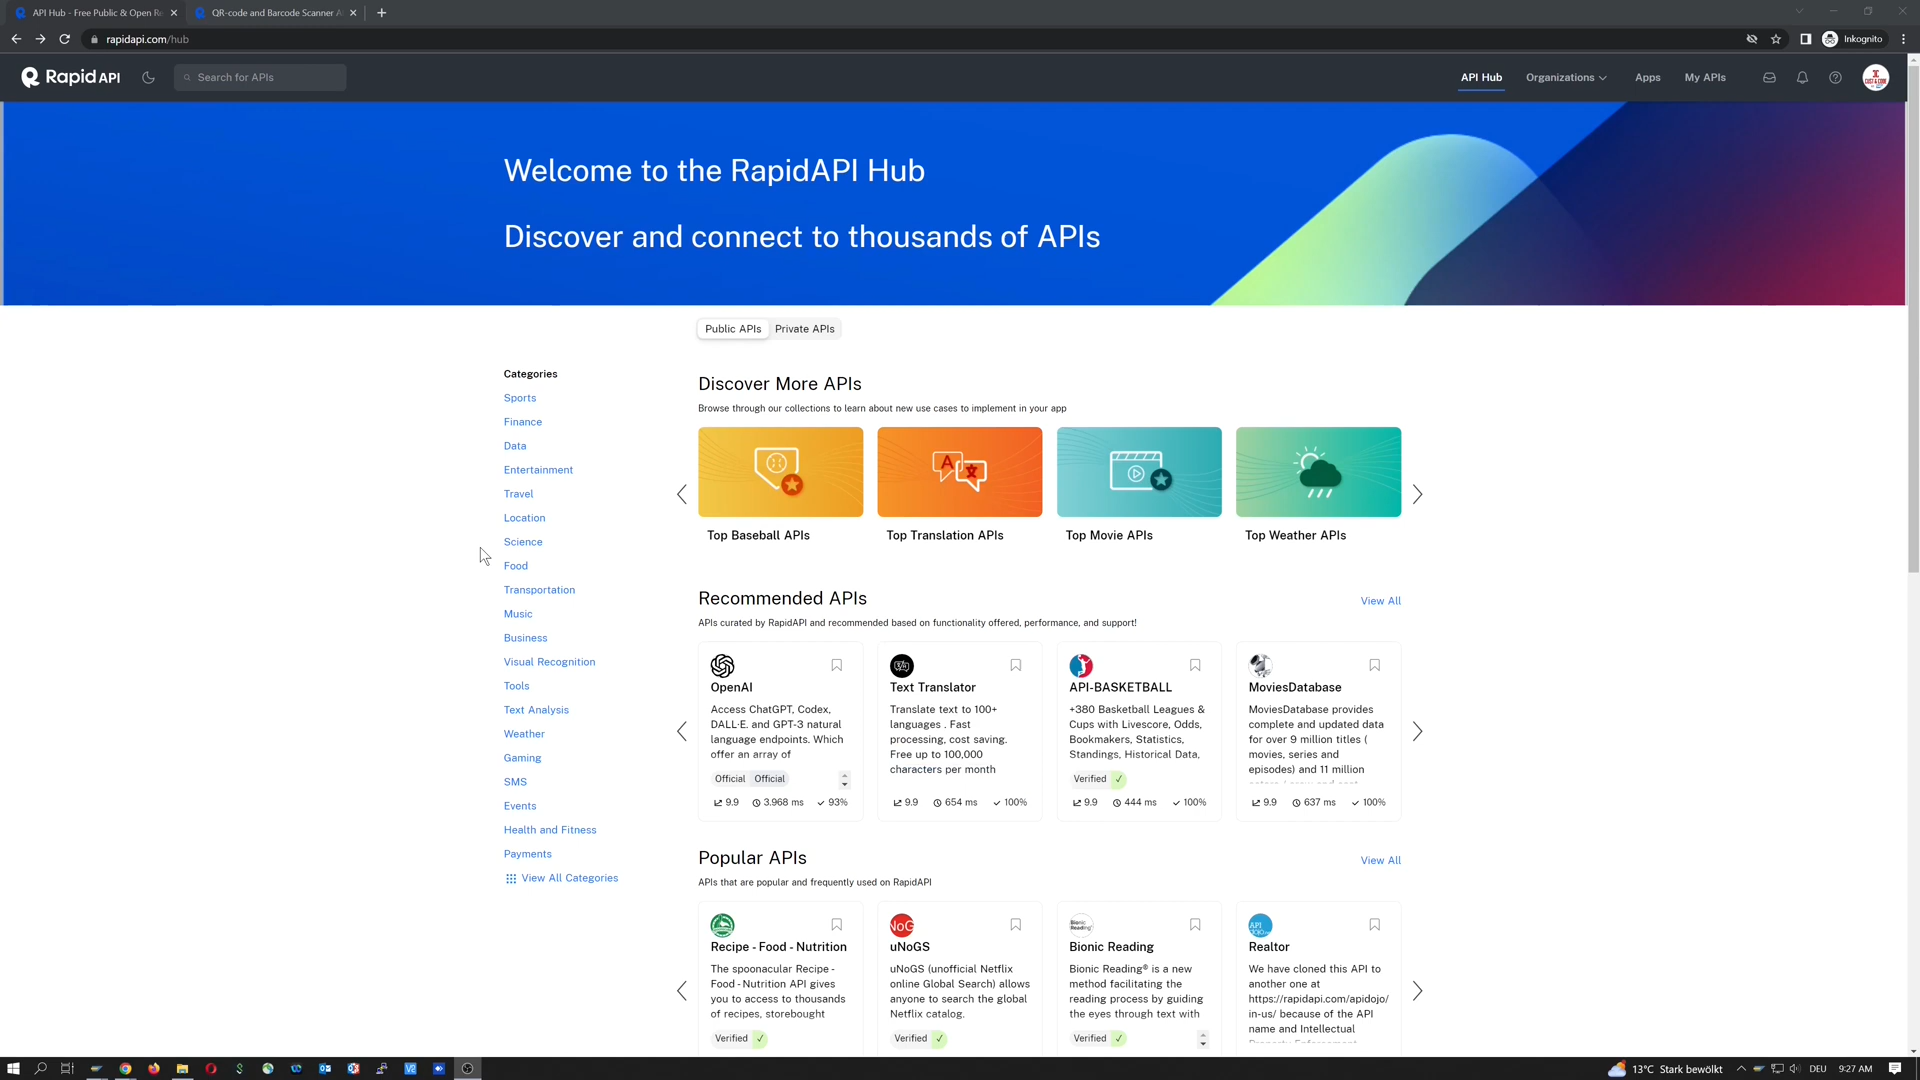 API Hub - Free Public & Open Re
QR-code and Barcode Scanner A
rapidapi.com/hub
Inkognito
Rapid API
Search for APIs
API Hub
Organizations
Apps
My APIs
Welcome to the RapidAPI Hub
Discover and connect to thousands of APIs
Public APIs
Private APIs
Categories
Sports
Finance
Data
Entertainment
Travel
Location
Science
Food
Transportation
Music
Business
Visual Recognition
Tools
Text Analysis
Weather
Gaming
SMS
Events
Health and Fitness
Payments
View All Categories
Discover More APIs
Browse through our collections to learn about new use cases to implement in your app
Top Baseball APIs
Top Translation APIs
Top Movie APIs
Top Weather APIs
Recommended APIs
View All
APIs curated by RapidAPI and recommended based on functionality offered, performance, and support!
OpenAI
Access ChatGPT, Codex,
DALL·E. and GPT-3 natural
language endpoints. Which
offer an array of
Official
Official
9.9
3.968 ms
93%
Text Translator
Translate text to 100+
languages . Fast
processing, cost saving.
Free up to 100,000
characters per month
9.9
654 ms
100%
API-BASKETBALL
+380 Basketball Leagues &
Cups with Livescore, Odds,
Bookmakers, Statistics,
Standings, Historical Data,
Verified ✓
9.9
444 ms
100%
MoviesDatabase
MoviesDatabase provides
complete and updated data
for over 9 million titles (
movies, series and
episodes) and 11 million
9.9
637 ms
100%
Popular APIs
View All
APIs that are popular and frequently used on RapidAPI
Recipe - Food - Nutrition
The spoonacular Recipe -
Food - Nutrition API gives
you to access to thousands
of recipes, storebought
Verified ✓
NoG
uNoGS
uNoGS (unofficial Netflix
online Global Search) allows
anyone to search the global
Netflix catalog.
Verified ✓
Bionic
Reading
Bionic Reading
Bionic Reading® is a new
method facilitating the
reading process by guiding
the eyes through text with
Verified ✓
API
DOJO
Realtor
We have cloned this API to
another one at
https://rapidapi.com/apidojo/
in-us/ because of the API
name and Intellectual
13°C Stark bewölkt
DEU
9:27 AM